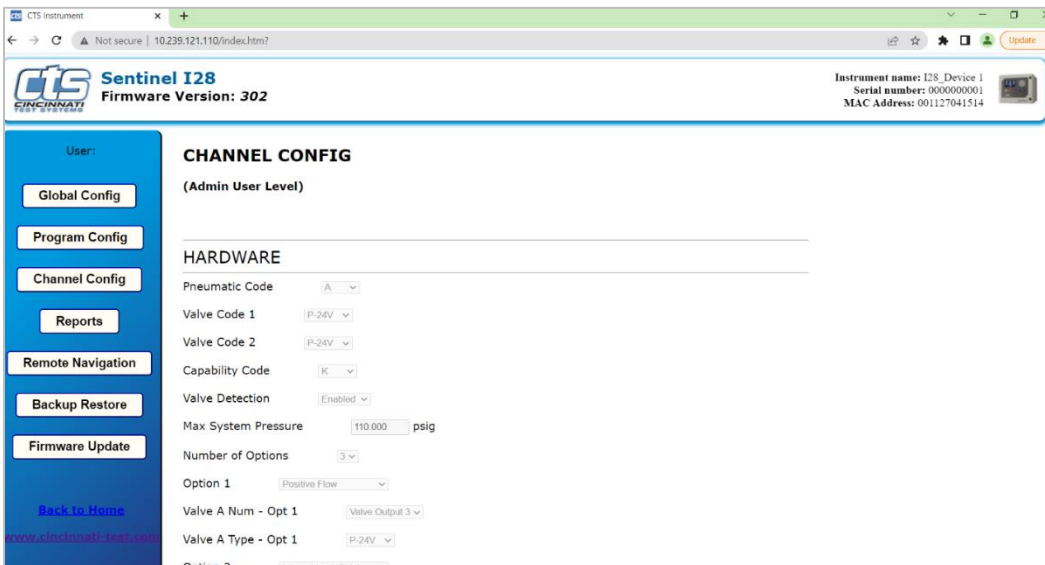 CTS Instrument
Not secure | 10.239.121.110/index.htm?
Update
cts
CINCINNATI
TEST SYSTEMS
Sentinel I28
Firmware Version: 302
Instrument name: I28_Device 1
Serial number: 0000000001
MAC Address: 001127041514
User:
Global Config
Program Config
Channel Config
Reports
Remote Navigation
Backup Restore
Firmware Update
Back to Home
www.cincinnati-test.com
CHANNEL CONFIG
(Admin User Level)
HARDWARE
Pneumatic Code A
Valve Code 1 P-24V
Valve Code 2 P-24V
Capability Code K
Valve Detection Enabled
Max System Pressure 110.000 psig
Number of Options 3
Option 1 Positive Flow
Valve A Num - Opt 1 Valve Output 3
Valve A Type - Opt 1 P-24V